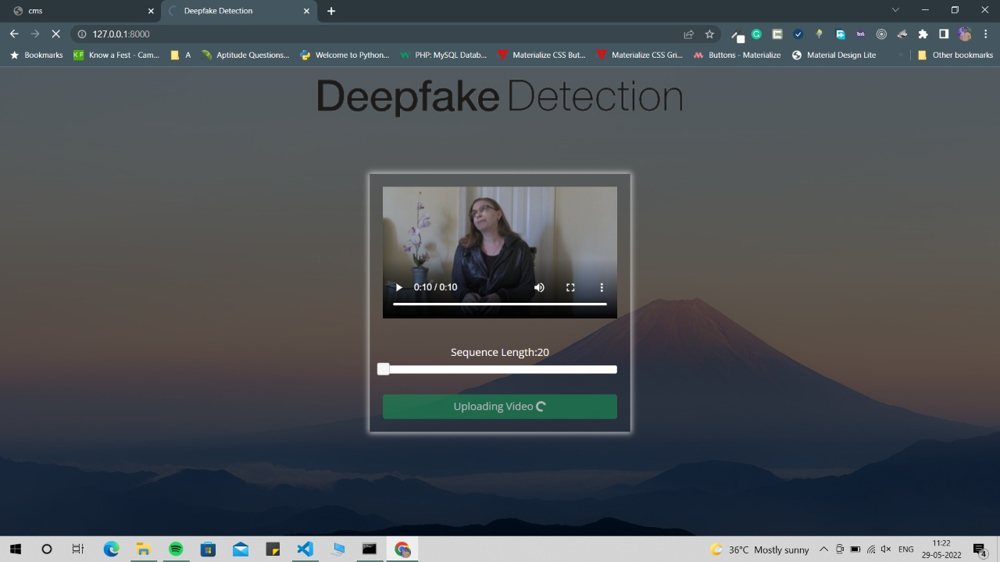 cms
Deepfake Detection
127.0.0.1:8000
Bookmarks
Know a Fest - Cam...
A
Aptitude Questions...
Welcome to Python...
PHP: MySQL Datab...
Materialize CSS But...
Materialize CSS Gri...
Buttons - Materialize
Material Design Lite
»
Other bookmarks
Deepfake Detection
0:10 / 0:10
Sequence Length:20
Uploading Video
36°C Mostly sunny
ENG
11:22
29-05-2022
4